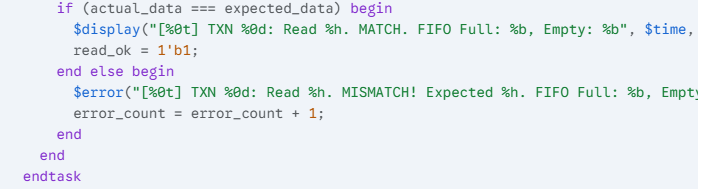 if (actual_data === expected_data) begin
$display("[%0t] TXN %0d: Read %h. MATCH. FIFO Full: %b, Empty: %b", $time,
read_ok = 1'b1;
end else begin
$error("[%0t] TXN %0d: Read %h. MISMATCH! Expected %h. FIFO Full: %b, Empty
error_count = error_count + 1;
end
end
endtask